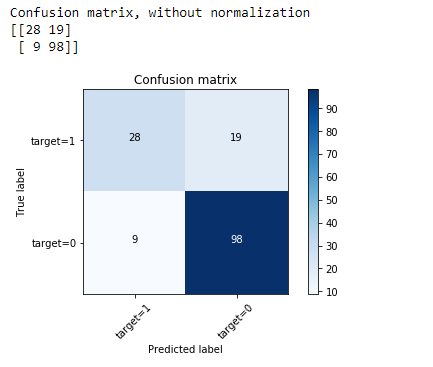 Confusion matrix, without normalization
[[28 19]
 [ 9 98]]
Confusion matrix
target=1
28
19
90
80
70
60
50
40
30
20
10
True label
target=0
9
98
target=1
target=0
Predicted label